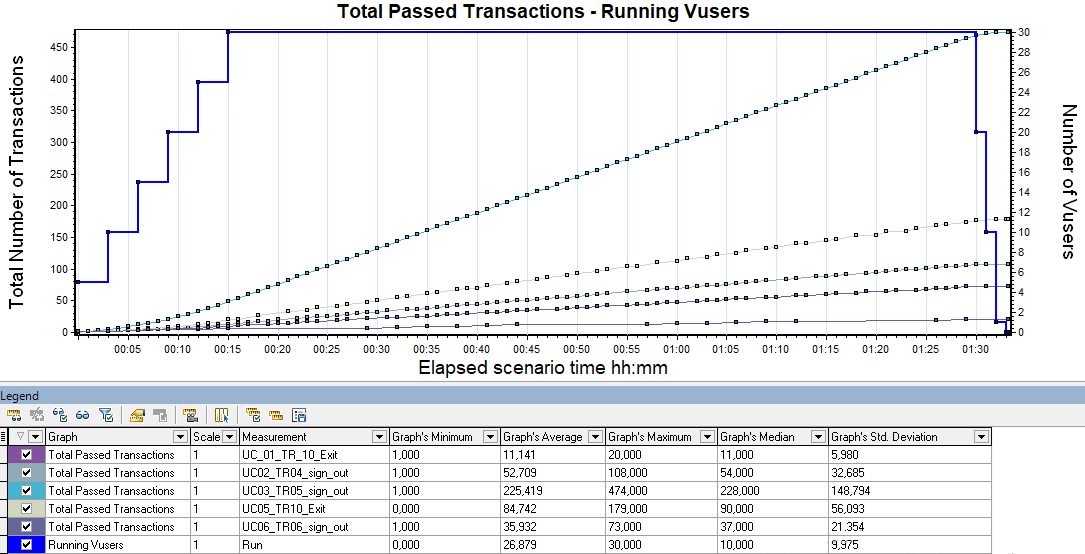 Total Passed Transactions - Running Vusers
Total Number of Transactions
450
400
350
300
250
200
150
100
50
0
30
28
26
24
22
20
18
16
14
12
10
8
6
4
2
0
Number of Vusers
00:05 00:10 00:15 00:20 00:25 00:30 00:35 00:40 00:45 00:50 00:55 01:00 01:05 01:10 01:15 01:20 01:25 01:30
Elapsed scenario time hh:mm
Legend
Graph Scale Measurement Graph's Minimum Graph's Average Graph's Maximum Graph's Median Graph's Std. Deviation
Total Passed Transactions 1 UC_01_TR_10_Exit 1,000 11,141 20,000 11,000 5,980
Total Passed Transactions 1 UC02_TR04_sign_out 1,000 52,709 108,000 54,000 32,685
Total Passed Transactions 1 UC03_TR05_sign_out 1,000 225,419 474,000 228,000 148,794
Total Passed Transactions 1 UC05_TR10_Exit 0,000 84,742 179,000 90,000 56,093
Total Passed Transactions 1 UC06_TR06_sign_out 1,000 35,932 73,000 37,000 21,354
Running Vusers 1 Run 0,000 26,879 30,000 10,000 9,975